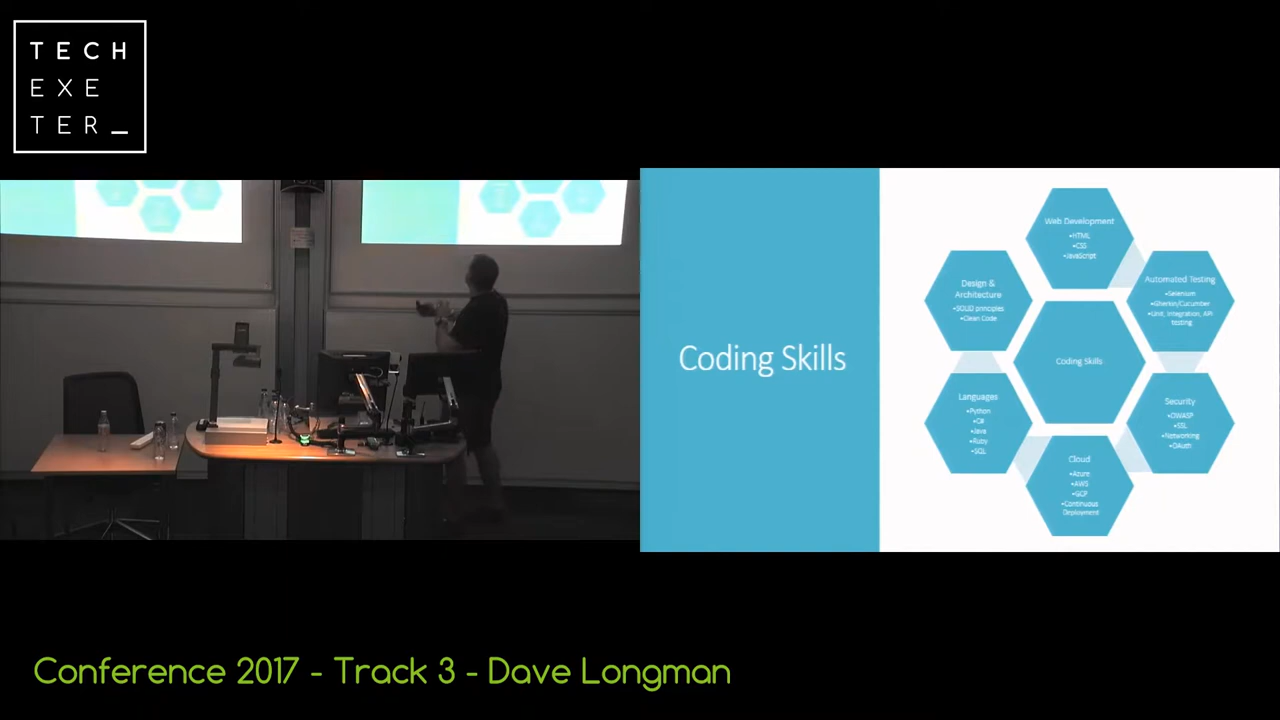 TECH
EXE
TER_
Coding Skills
Web Development
•HTML
•CSS
•JavaScript
Automated Testing
•Selenium
•Gherkin/Cucumber
•Unit, Integration, API
testing
Security
•OWASP
•SSL
•Networking
•OAuth
Cloud
•Azure
•AWS
•GCP
•Continuous
Deployment
Languages
•Python
•C#
•Java
•Ruby
•SQL
Design &
Architecture
•SOLID principles
•Clean Code
Coding Skills
Conference 2017 - Track 3 - Dave Longman